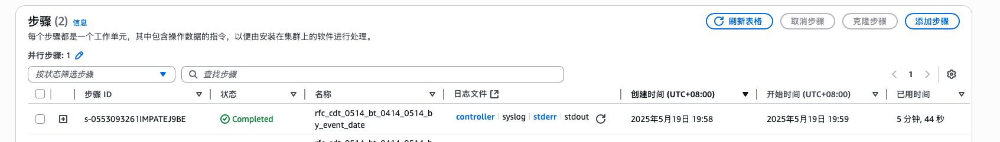 步骤 (2) 信息
刷新表格 取消步骤 克隆步骤 添加步骤
每个步骤都是一个工作单元，其中包含操作数据的指令，以便由安装在集群上的软件进行处理。
并行步骤: 1
按状态筛选步骤 查找步骤 1
步骤 ID 状态 名称 日志文件 创建时间 (UTC+08:00) 开始时间 (UTC+08:00) 已用时间
s-0553093261IMPATEJ9BE Completed rfc_cdt_0514_bt_0414_0514_b controller syslog stderr stdout 2025年5月19日 19:58 2025年5月19日 19:59 5 分钟, 44 秒
y_event_date
rfc_cdt_0514_bt_0414_0514_b